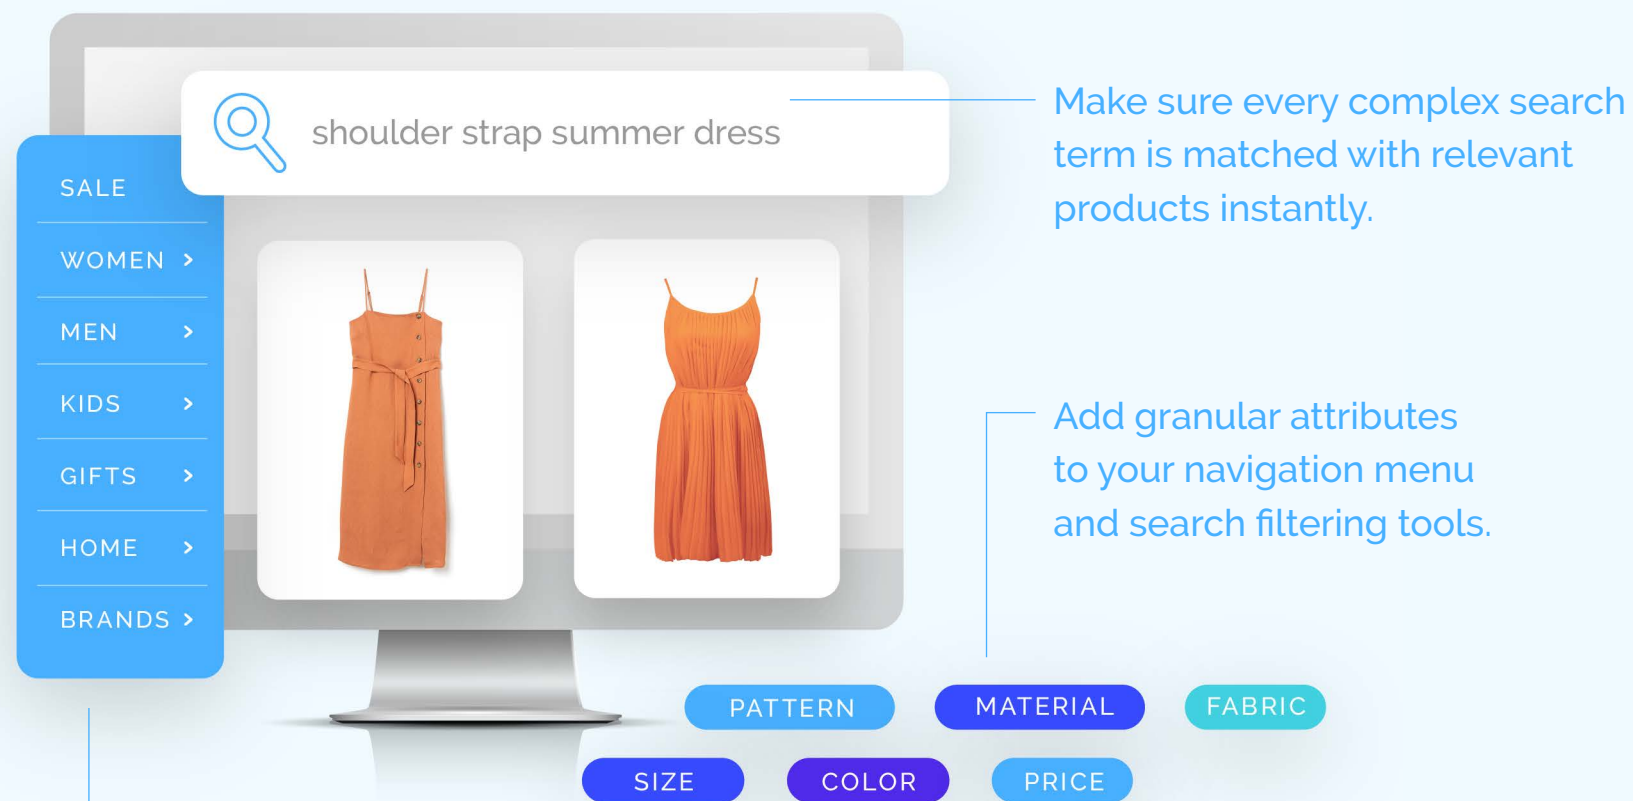 shoulder strap summer dress
Make sure every complex search
term is matched with relevant
products instantly.
SALE
WOMEN >
MEN >
KIDS >
GIFTS >
HOME >
BRANDS >
Add granular attributes
to your navigation menu
and search filtering tools.
PATTERN
MATERIAL
FABRIC
SIZE
COLOR
PRICE